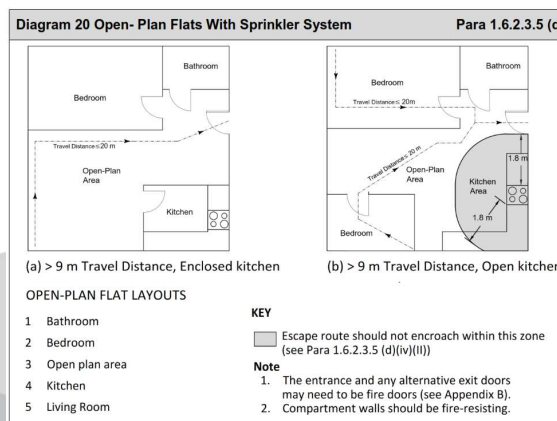 Diagram 20 Open- Plan Flats With Sprinkler System Para 1.6.2.3.5 (d
Bathroom
Bedroom
Travel Distance≤ 20 m
Open-Plan
Area
Kitchen
Bathroom
Bedroom
Travel Distance≤ 20m
Travel Distance≤ 20 m
Open-Plan
Area
Kitchen
Area
1.8 m
1.8 m
Bedroom
(a) > 9 m Travel Distance, Enclosed kitchen
(b) > 9 m Travel Distance, Open kitchen
OPEN-PLAN FLAT LAYOUTS
1 Bathroom
2 Bedroom
3 Open plan area
4 Kitchen
5 Living Room
KEY
Escape route should not encroach within this zone
(see Para 1.6.2.3.5 (d)(iv)(II))
Note
1. The entrance and any alternative exit doors
may need to be fire doors (see Appendix B).
2. Compartment walls should be fire-resisting.